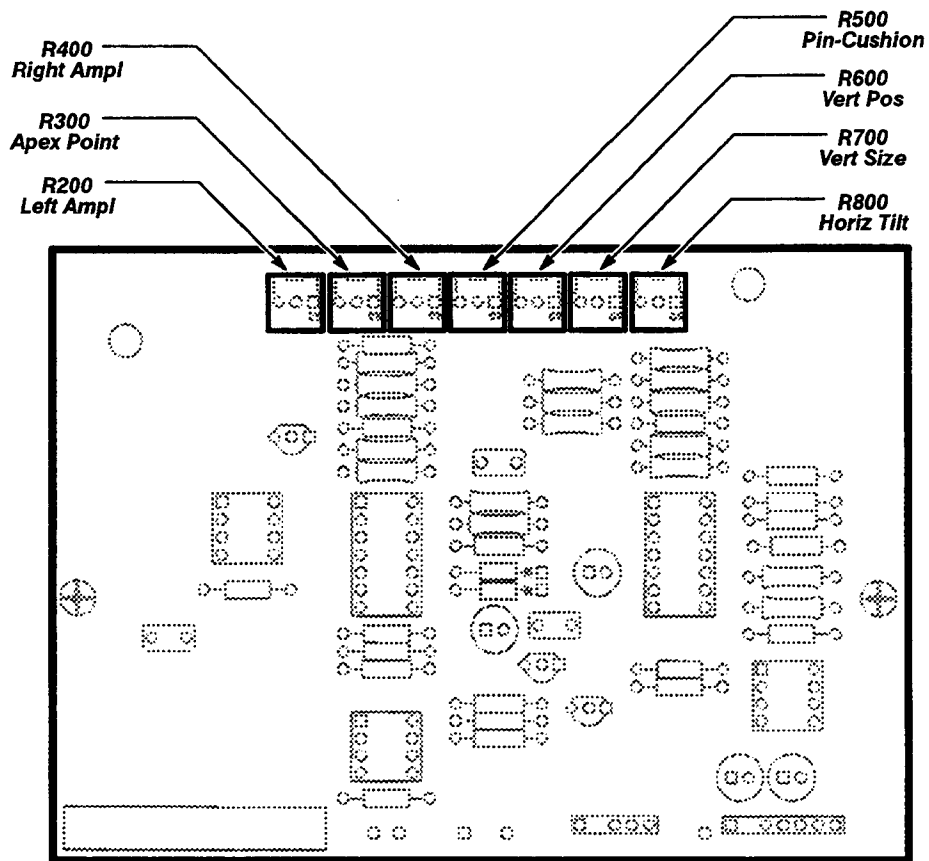 R400
Right Ampl
R300
Apex Point
R200
Left Ampl
R500
Pin-Cushion
R600
Vert Pos
R700
Vert Size
R800
Horiz Tilt